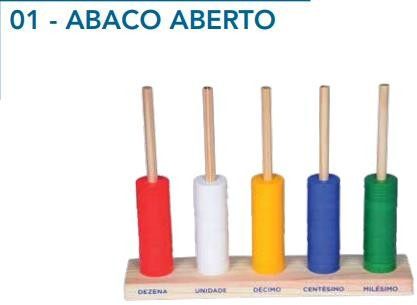 01 - ABACO ABERTO
DEZENA UNIDADE DÉCIMO CENTÉSIMO MILÉSIMO